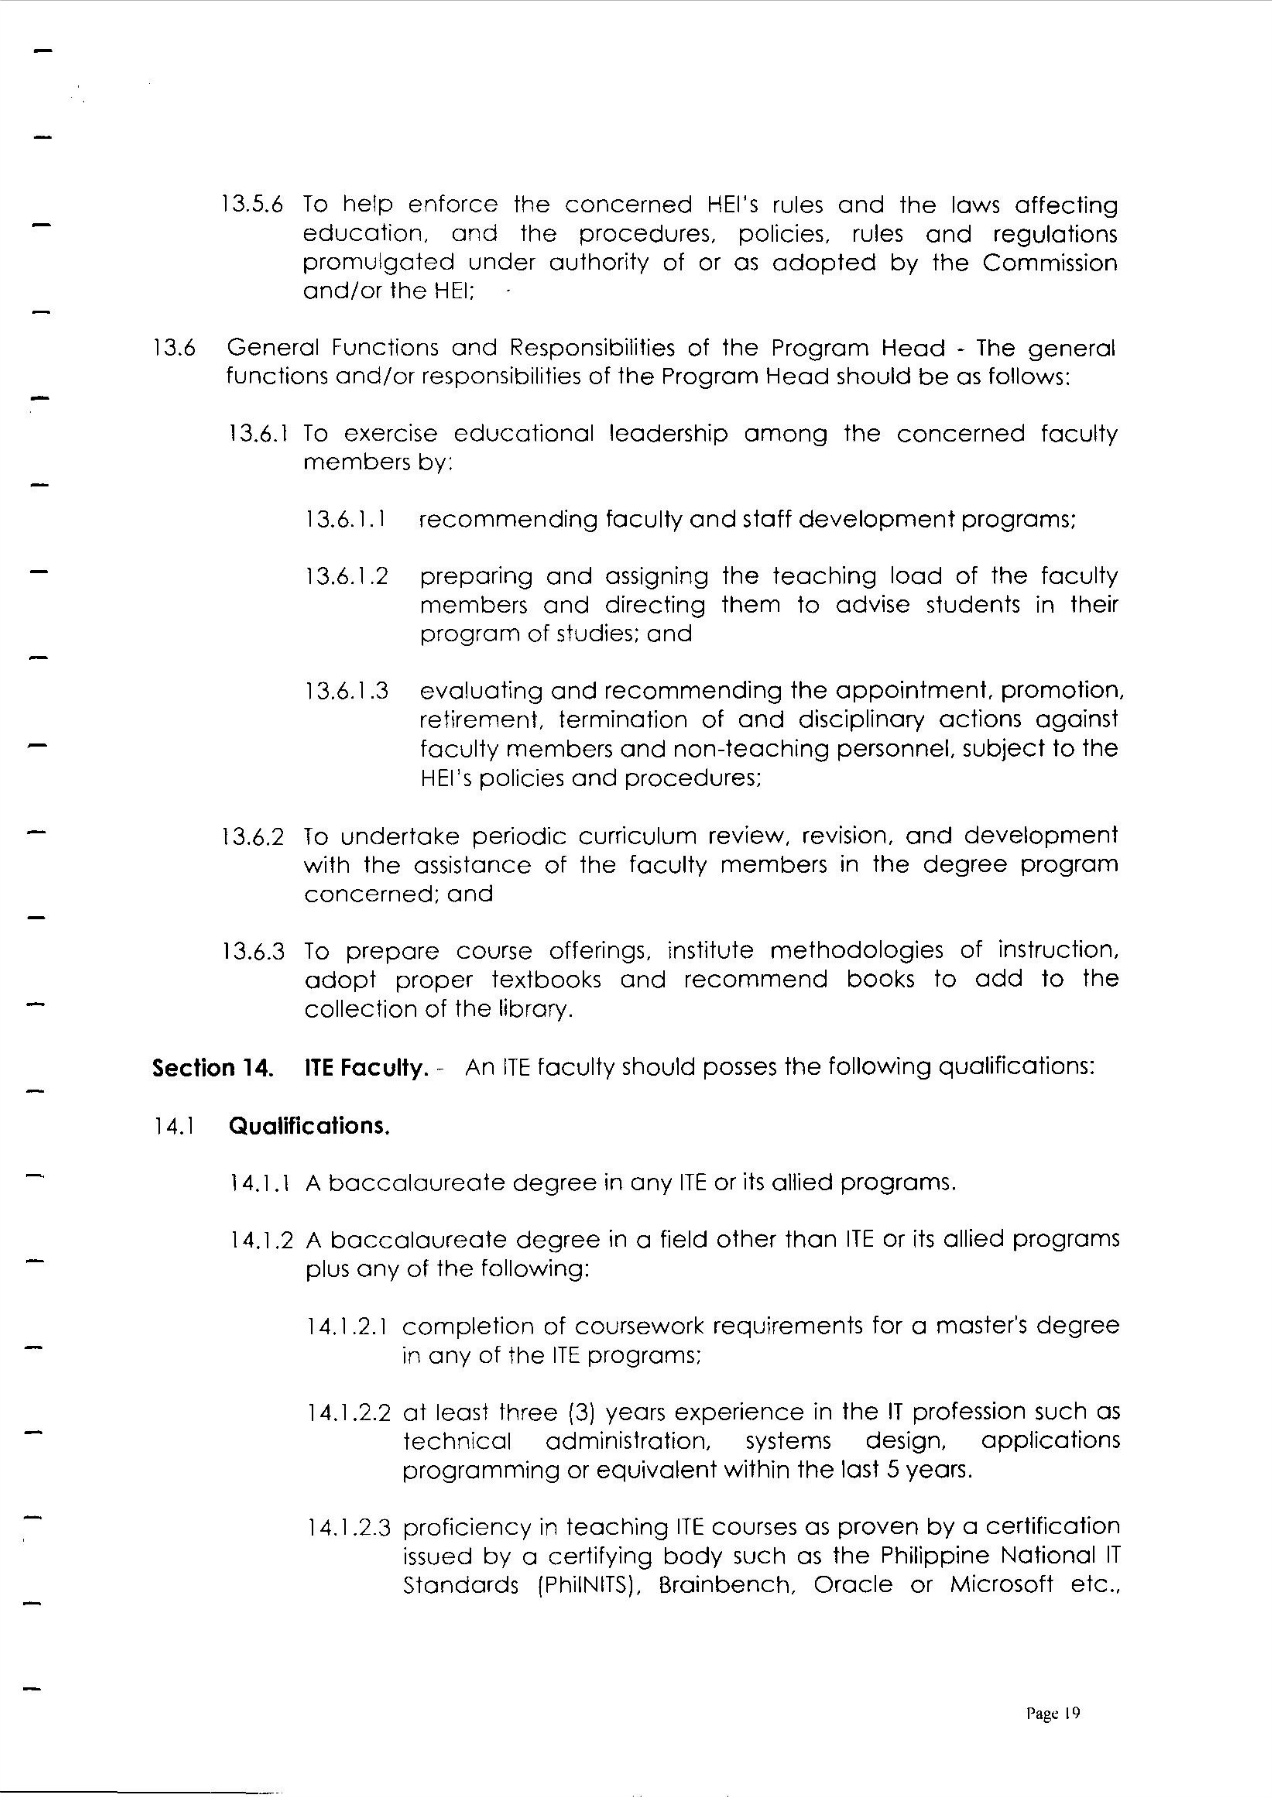 13.5.6 To help enforce the concerned HEI's rules and the laws affecting
education, and the procedures, policies, rules and regulations
promulgated under authority of or as adopted by the Commission
and/or the HEI;
13.6 General Functions and Responsibilities of the Program Head - The general
functions and/or responsibilities of the Program Head should be as follows:
13.6.1 To exercise educational leadership among the concerned faculty
members by:
13.6.1.1 recommending faculty and staff development programs;
13.6.1.2 preparing and assigning the teaching load of the faculty
members and directing them to advise students in their
program of studies; and
13.6.1.3 evaluating and recommending the appointment, promotion,
retirement, termination of and disciplinary actions against
faculty members and non-teaching personnel, subject to the
HEI's policies and procedures;
13.6.2 To undertake periodic curriculum review, revision, and development
with the assistance of the faculty members in the degree program
concerned; and
13.6.3 To prepare course offerings, institute methodologies of instruction,
adopt proper textbooks and recommend books to add to the
collection of the library.
Section 14. ITE Faculty. - An ITE faculty should posses the following qualifications:
14.1 Qualifications.
14.1.1 A baccalaureate degree in any ITE or its allied programs.
14.1.2 A baccalaureate degree in a field other than ITE or its allied programs
plus any of the following:
14.1.2.1 completion of coursework requirements for a master's degree
in any of the ITE programs;
14.1.2.2 at least three (3) years experience in the IT profession such as
technical administration, systems design, applications
programming or equivalent within the last 5 years.
14.1.2.3 proficiency in teaching ITE courses as proven by a certification
issued by a certifying body such as the Philippine National IT
Standards (PhilNITS), Brainbench, Oracle or Microsoft etc.,
Page 19